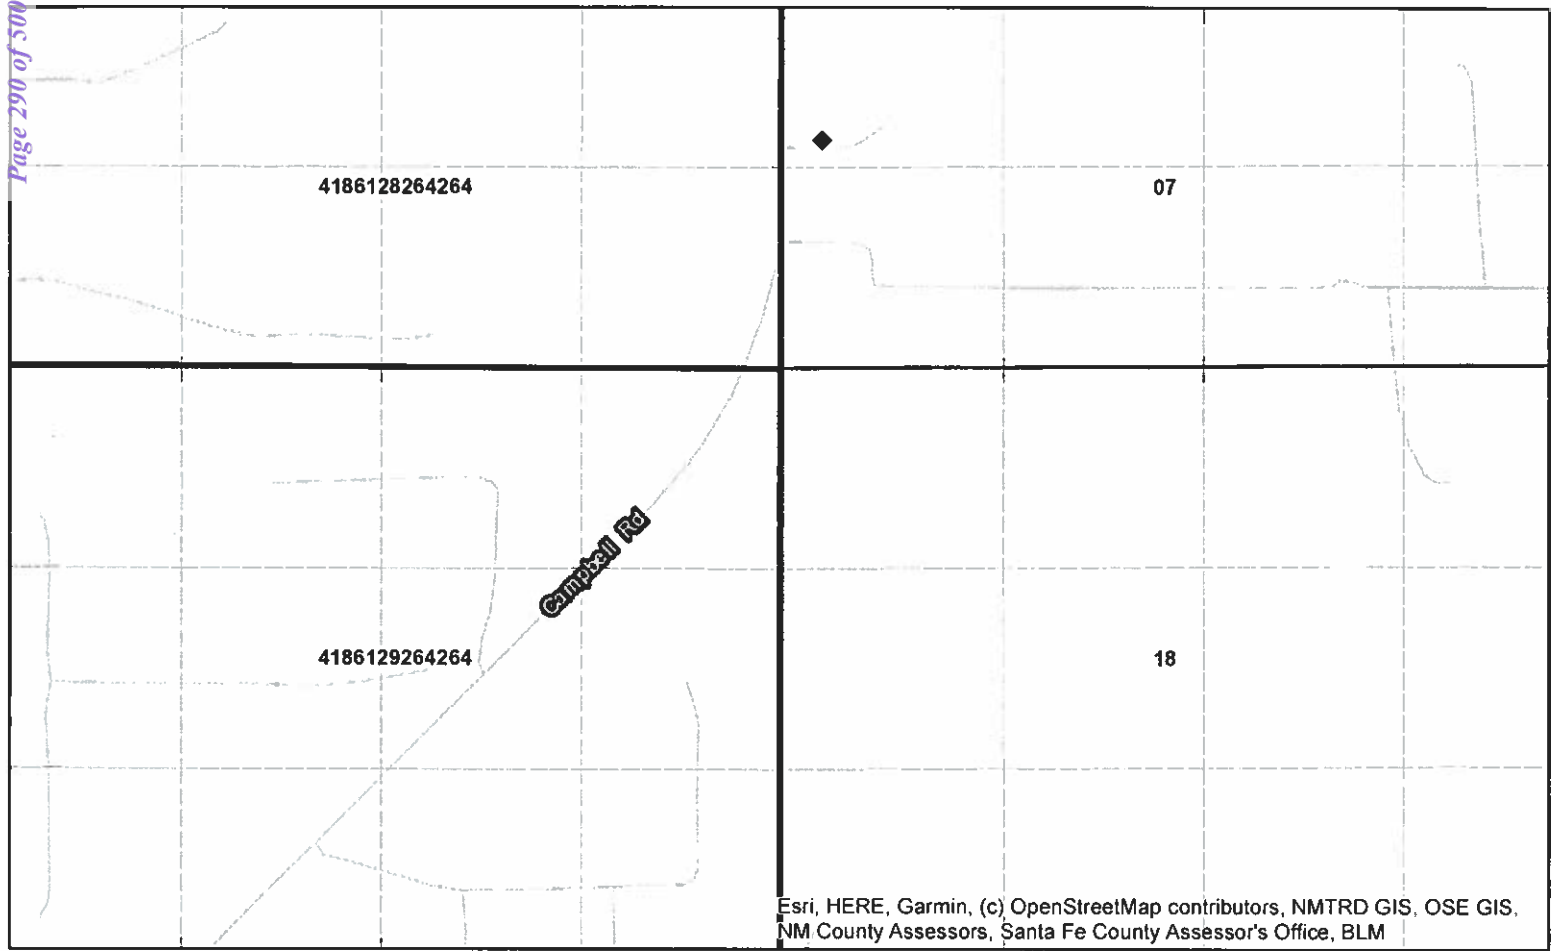 Page 290 of 500
4186128264264
07
Campbell Rd
4186129264264
18
Esri, HERE, Garmin, (c) OpenStreetMap contributors, NMTRD GIS, OSE GIS,
NM County Assessors, Santa Fe County Assessor's Office, BLM